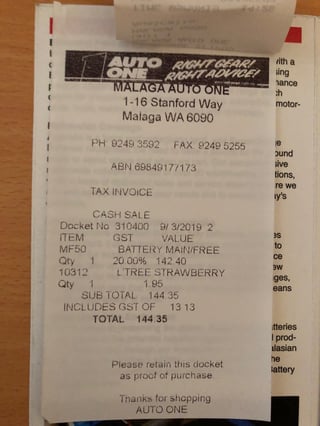 1 AUTO ONE RIGHT GEAR! RIGHT ADVICE!
MALAGA AUTO ONE
1-16 Stanford Way
Malaga WA 6090
PH 9249 3592 FAX 9249 5255
ABN 69849177173
TAX INVOICE
CASH SALE
Docket No 310400 9/3/2019 2
ITEM GST VALUE
MF50 BATTERY MAIN/FREE
Qty 1 20.00% 142.40
10312 L'TREE STRAWBERRY
Qty 1 1.95
SUB TOTAL 144.35
INCLUDES GST OF 13 13
TOTAL 144.35
Please retain this docket
as proof of purchase.
Thanks for shopping
AUTO ONE